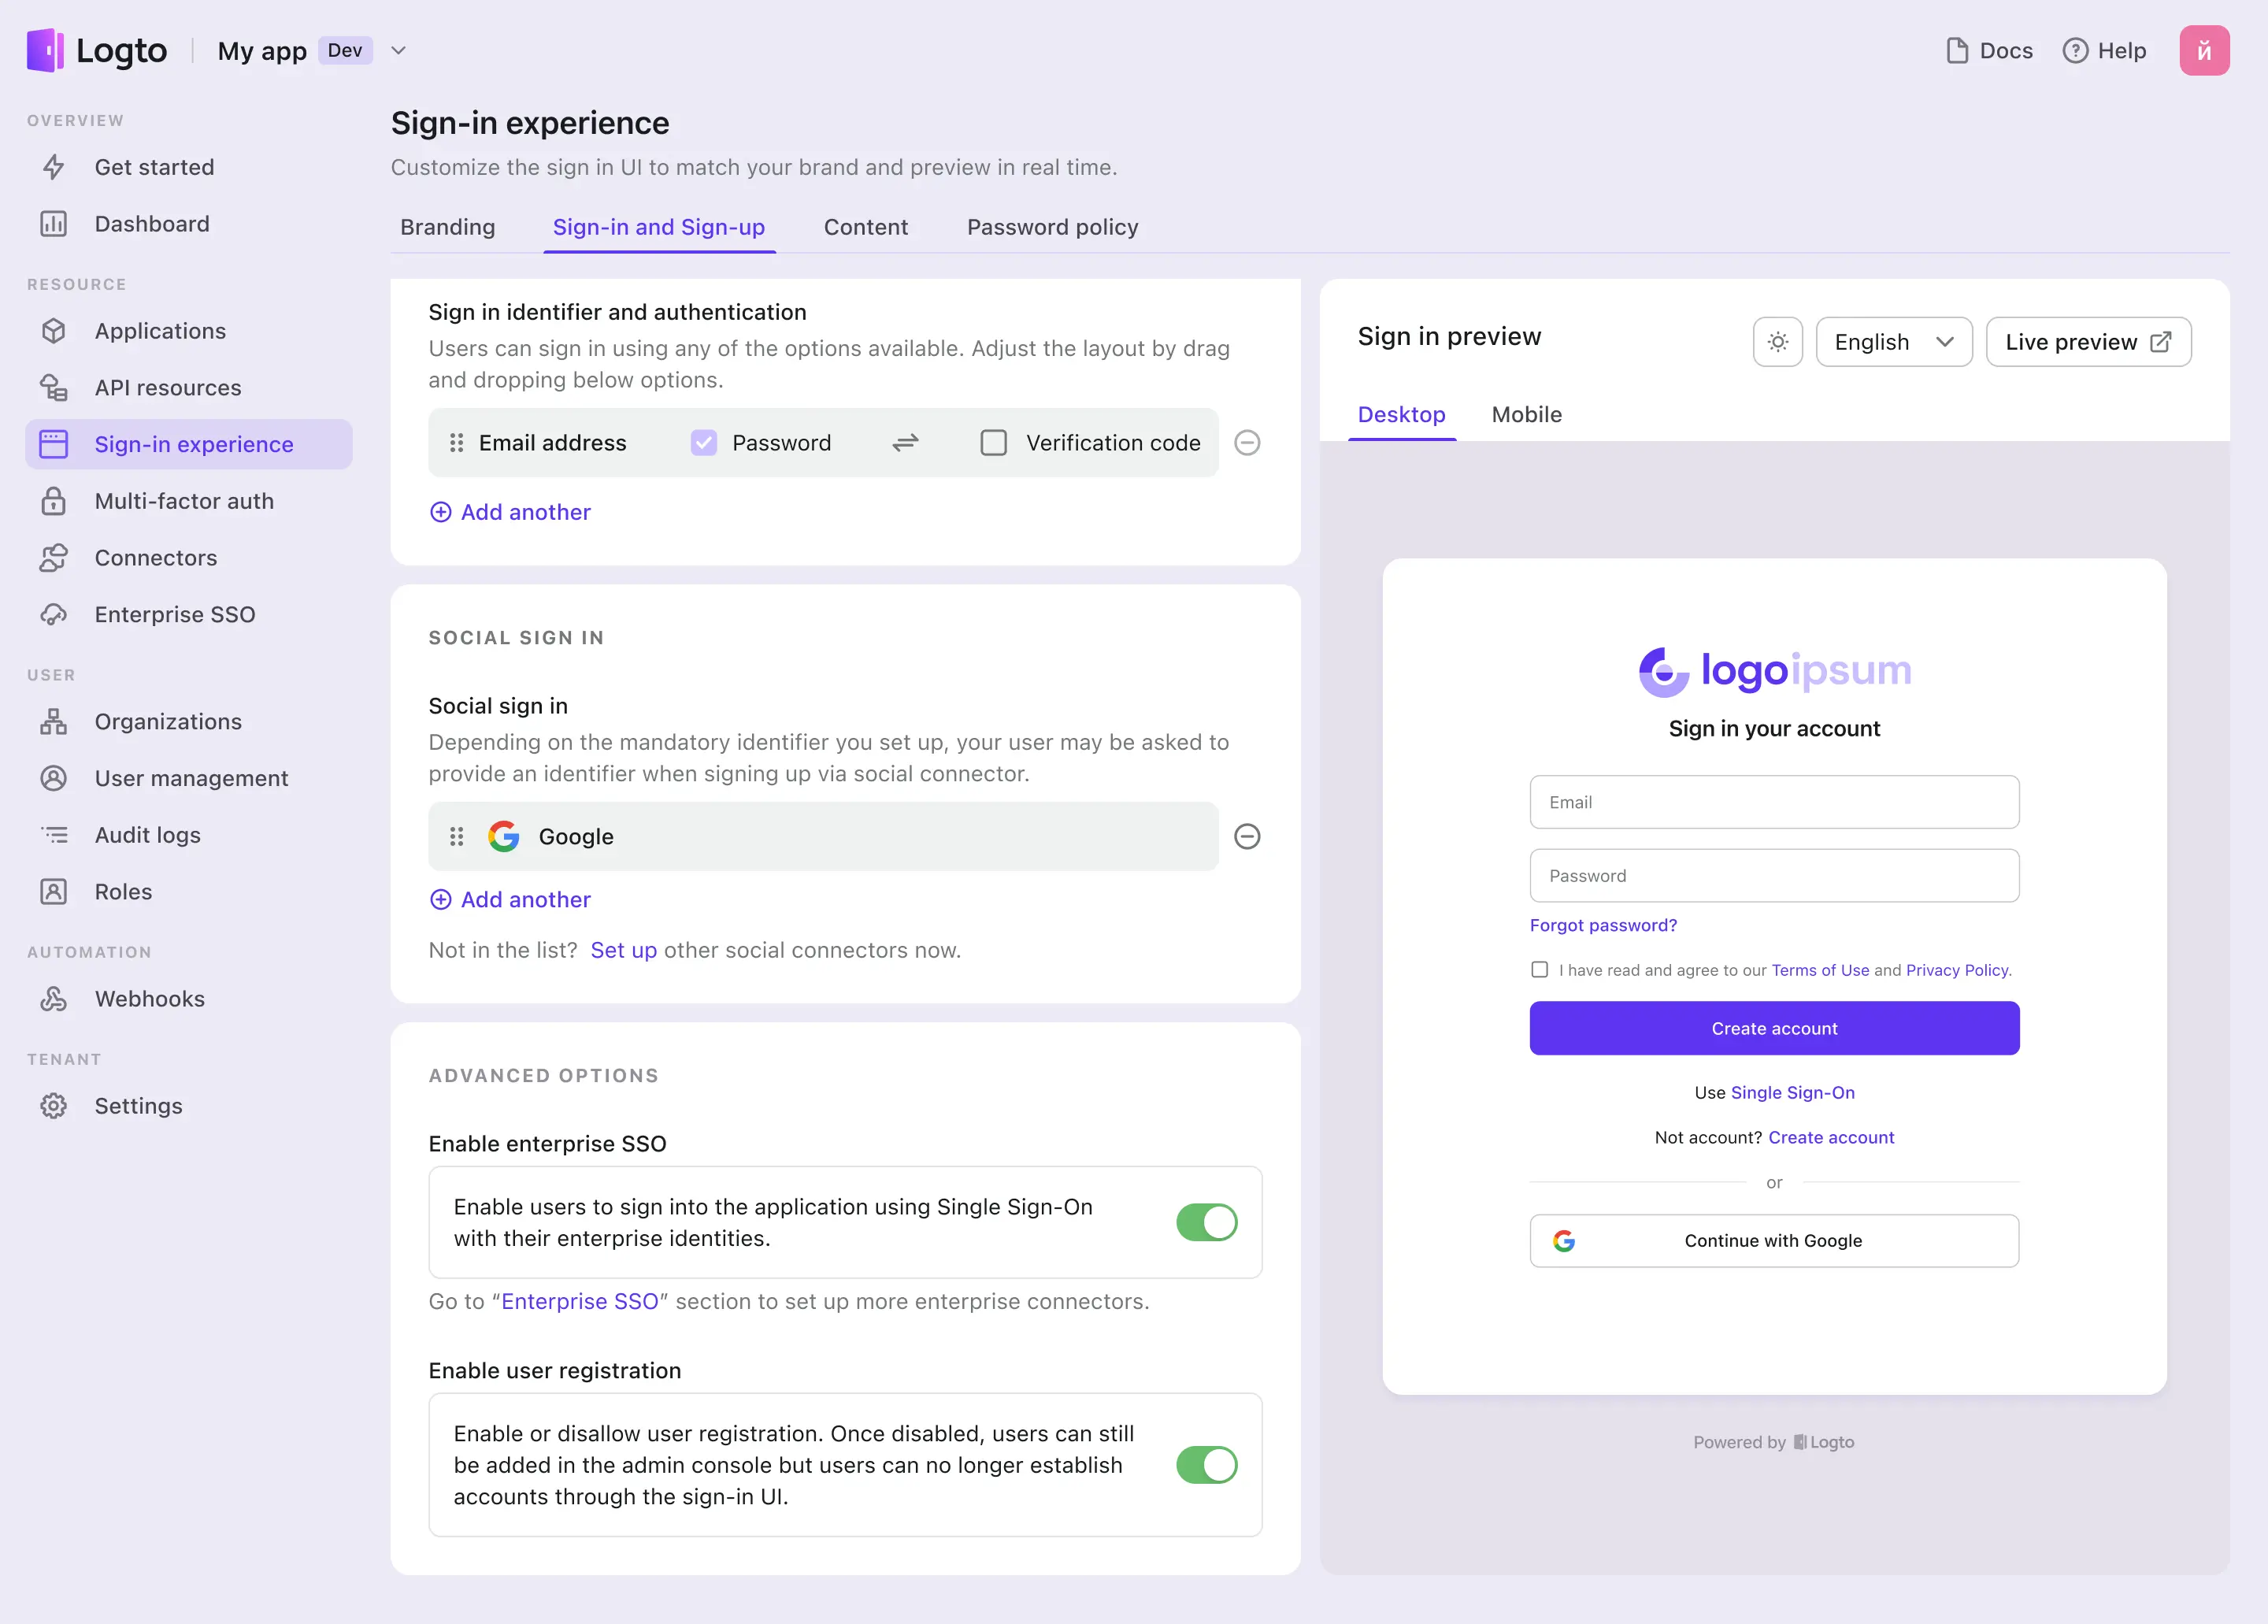 Logto
My app Dev
Docs
Help
й
OVERVIEW
Get started
Dashboard
RESOURCE
Applications
API resources
Sign-in experience
Multi-factor auth
Connectors
Enterprise SSO
USER
Organizations
User management
Audit logs
Roles
AUTOMATION
Webhooks
TENANT
Settings
Sign-in experience
Customize the sign in UI to match your brand and preview in real time.
Branding Sign-in and Sign-up Content Password policy
Sign in identifier and authentication
Users can sign in using any of the options available. Adjust the layout by drag
and dropping below options.
Email address Password Verification code
Add another
SOCIAL SIGN IN
Social sign in
Depending on the mandatory identifier you set up, your user may be asked to
provide an identifier when signing up via social connector.
Google
Add another
Not in the list? Set up other social connectors now.
ADVANCED OPTIONS
Enable enterprise SSO
Enable users to sign into the application using Single Sign-On
with their enterprise identities.
Go to “Enterprise SSO” section to set up more enterprise connectors.
Enable user registration
Enable or disallow user registration. Once disabled, users can still
be added in the admin console but users can no longer establish
accounts through the sign-in UI.
Sign in preview
English
Live preview
Desktop Mobile
logoipsum
Sign in your account
Email
Password
Forgot password?
I have read and agree to our Terms of Use and Privacy Policy.
Create account
Use Single Sign-On
Not account? Create account
or
Continue with Google
Powered by Logto